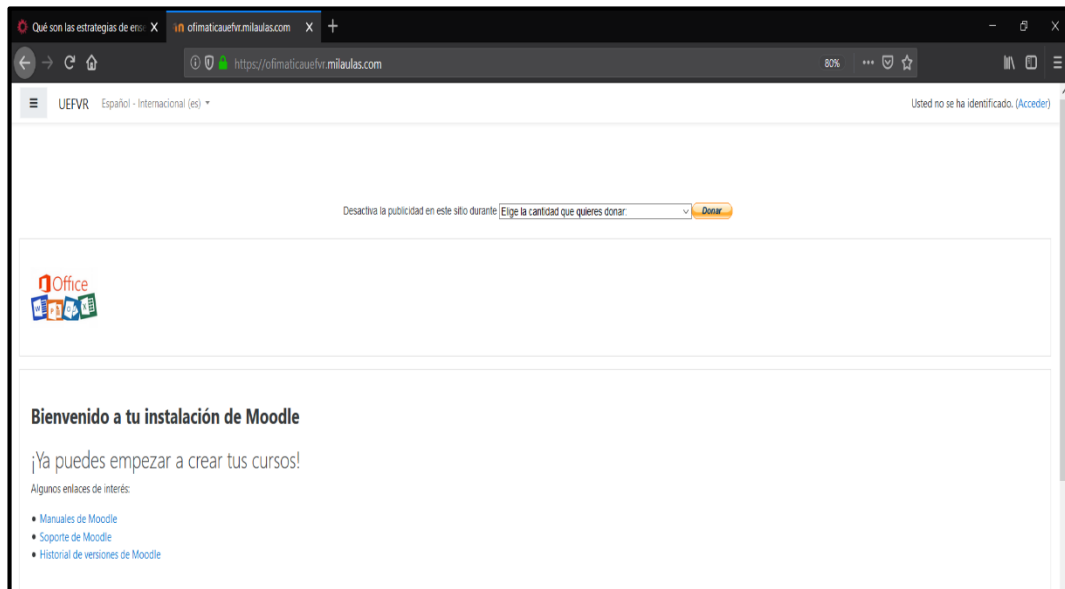 Qué son las estrategias de ense
ofimaticauefvr.milaulas.com
https://ofimaticauefvr.milaulas.com
80%
UEFVR Español - Internacional (es)
Usted no se ha identificado. (Acceder)
Desactiva la publicidad en este sitio durante Elige la cantidad que quieres donar: Donar
Office
Bienvenido a tu instalación de Moodle
¡Ya puedes empezar a crear tus cursos!
Algunos enlaces de interés:
Manuales de Moodle
Soporte de Moodle
Historial de versiones de Moodle